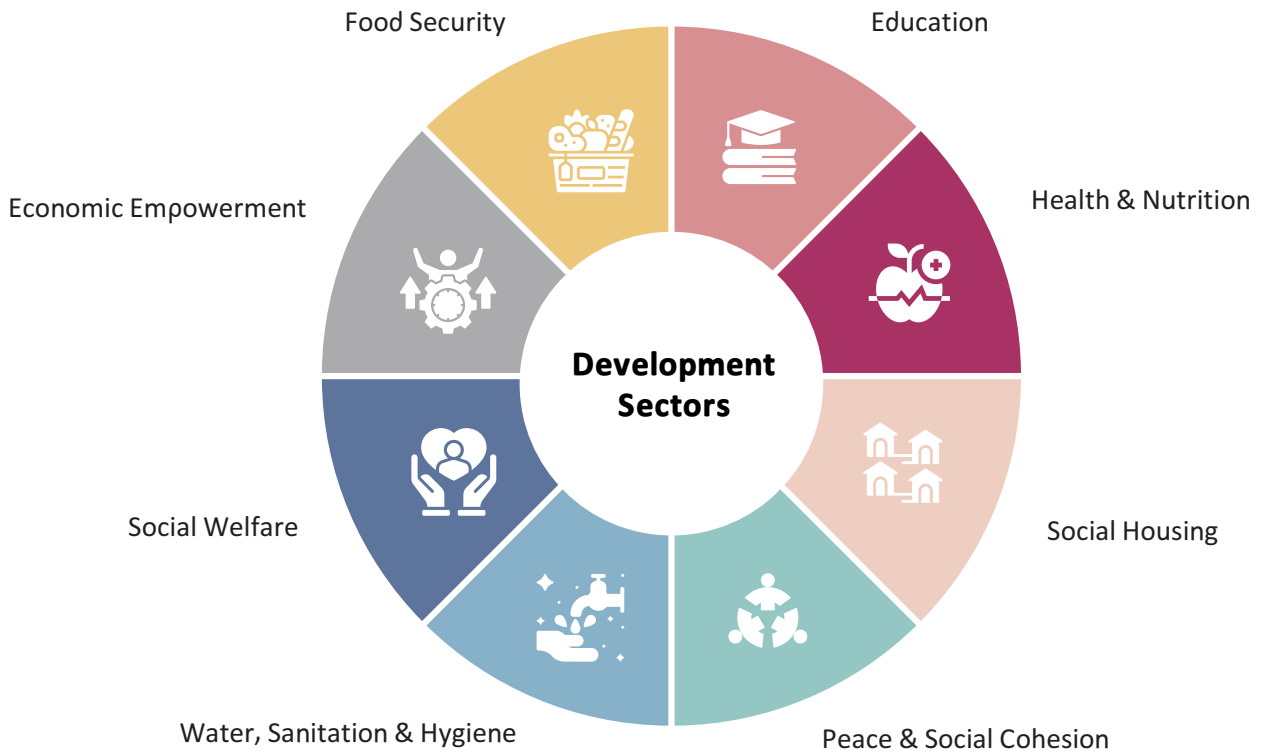 Food Security
Education
Economic Empowerment
Health & Nutrition
Development
Sectors
Social Welfare
Social Housing
Water, Sanitation & Hygiene
Peace & Social Cohesion